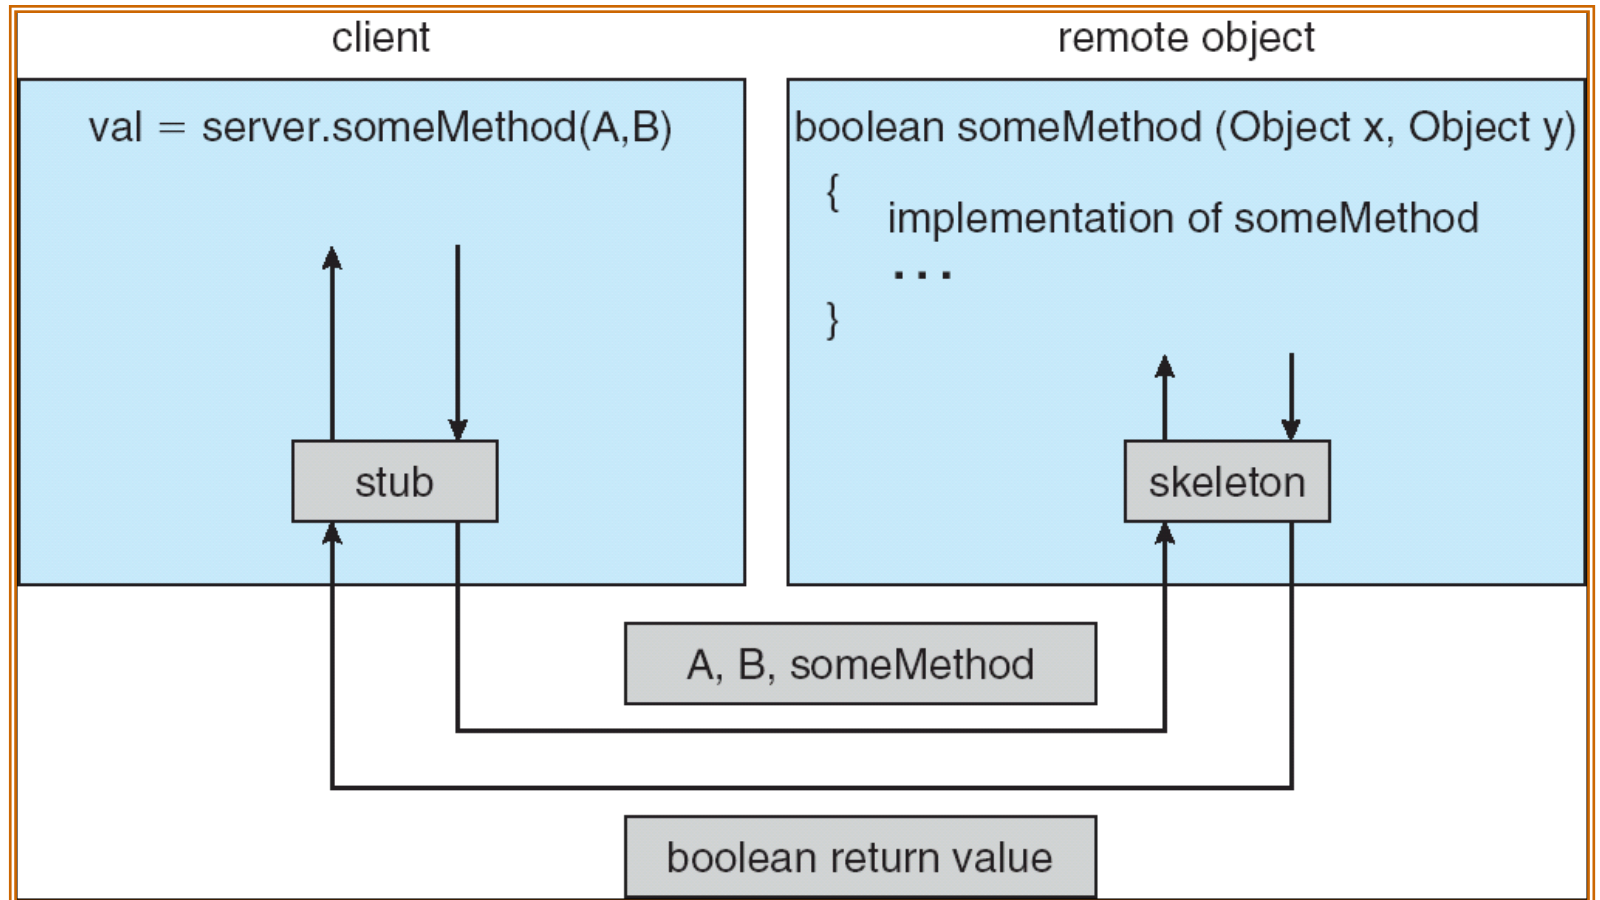 client
remote object
val = server.someMethod(A,B)
boolean someMethod (Object x, Object y)
{
implementation of someMethod
...
}
stub
skeleton
A, B, someMethod
boolean return value